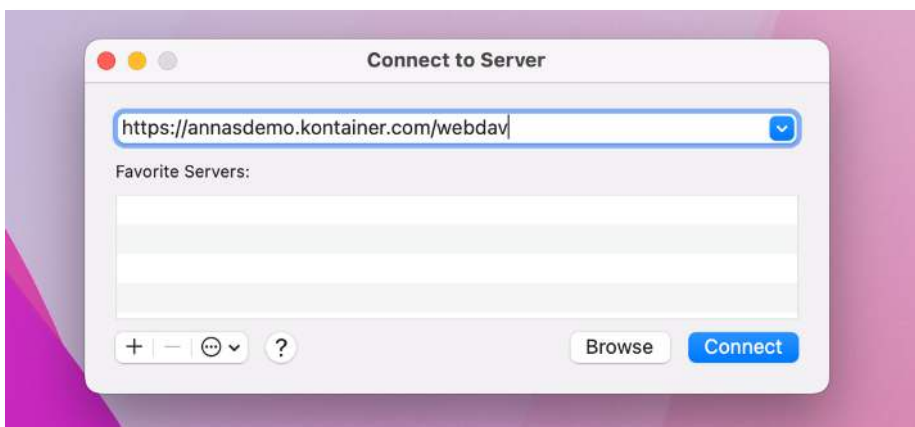 Connect to Server
https://annasdemo.kontainer.com/webdav
Favorite Servers:
? Browse Connect